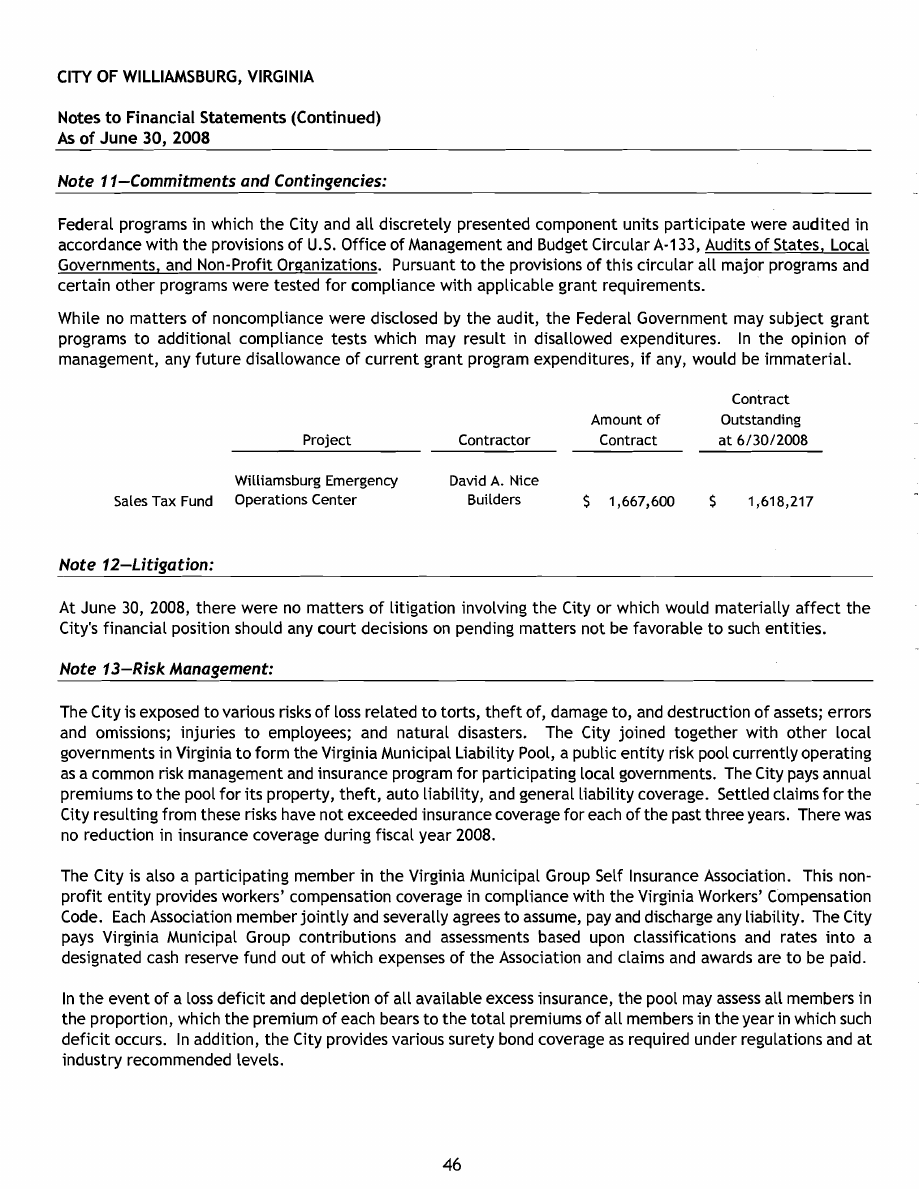 CITY OF WILLIAMSBURG, VIRGINIA
Notes to Financial Statements (Continued)
As of June 30, 2008
Note 11—Commitments and Contingencies:
Federal programs in which the City and all discretely presented component units participate were audited in
accordance with the provisions of U.S. Office of Management and Budget Circular A-133, Audits of States, Local
Governments, and Non-Profit Organizations. Pursuant to the provisions of this circular all major programs and
certain other programs were tested for compliance with applicable grant requirements.
While no matters of noncompliance were disclosed by the audit, the Federal Government may subject grant
programs to additional compliance tests which may result in disallowed expenditures. In the opinion of
management, any future disallowance of current grant program expenditures, if any, would be immaterial.
Contract
Amount of Outstanding
Project Contractor Contract at 6/30/2008
Williamsburg Emergency David A. Nice
Sales Tax Fund Operations Center Builders $ 1,667,600 $ 1,618,217
Note 12—Litigation:
At June 30, 2008, there were no matters of litigation involving the City or which would materially affect the
City's financial position should any court decisions on pending matters not be favorable to such entities.
Note 13—Risk Management:
The City is exposed to various risks of loss related to torts, theft of, damage to, and destruction of assets; errors
and omissions; injuries to employees; and natural disasters. The City joined together with other local
governments in Virginia to form the Virginia Municipal Liability Pool, a public entity risk pool currently operating
as a common risk management and insurance program for participating local governments. The City pays annual
premiums to the pool for its property, theft, auto liability, and general liability coverage. Settled claims for the
City resulting from these risks have not exceeded insurance coverage for each of the past three years. There was
no reduction in insurance coverage during fiscal year 2008.
The City is also a participating member in the Virginia Municipal Group Self Insurance Association. This non-
profit entity provides workers' compensation coverage in compliance with the Virginia Workers' Compensation
Code. Each Association member jointly and severally agrees to assume, pay and discharge any liability. The City
pays Virginia Municipal Group contributions and assessments based upon classifications and rates into a
designated cash reserve fund out of which expenses of the Association and claims and awards are to be paid.
In the event of a loss deficit and depletion of all available excess insurance, the pool may assess all members in
the proportion, which the premium of each bears to the total premiums of all members in the year in which such
deficit occurs. In addition, the City provides various surety bond coverage as required under regulations and at
industry recommended levels.
46